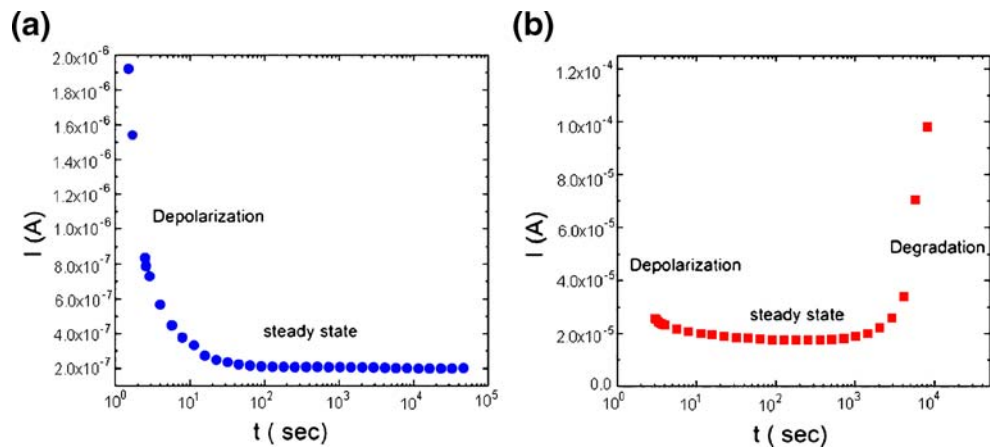 (a)
2.0x10⁻⁶
1.8x10⁻⁶
1.6x10⁻⁶
1.4x10⁻⁶
1.2x10⁻⁶
1.0x10⁻⁶
8.0x10⁻⁷
6.0x10⁻⁷
4.0x10⁻⁷
2.0x10⁻⁷
I (A)
Depolarization
steady state
10⁰ 10¹ 10² 10³ 10⁴ 10⁵
t ( sec)
(b)
1.2x10⁻⁴
1.0x10⁻⁴
8.0x10⁻⁵
6.0x10⁻⁵
4.0x10⁻⁵
2.0x10⁻⁵
0.0
I (A)
Depolarization
steady state
Degradation
10⁰ 10¹ 10² 10³ 10⁴
t ( sec)